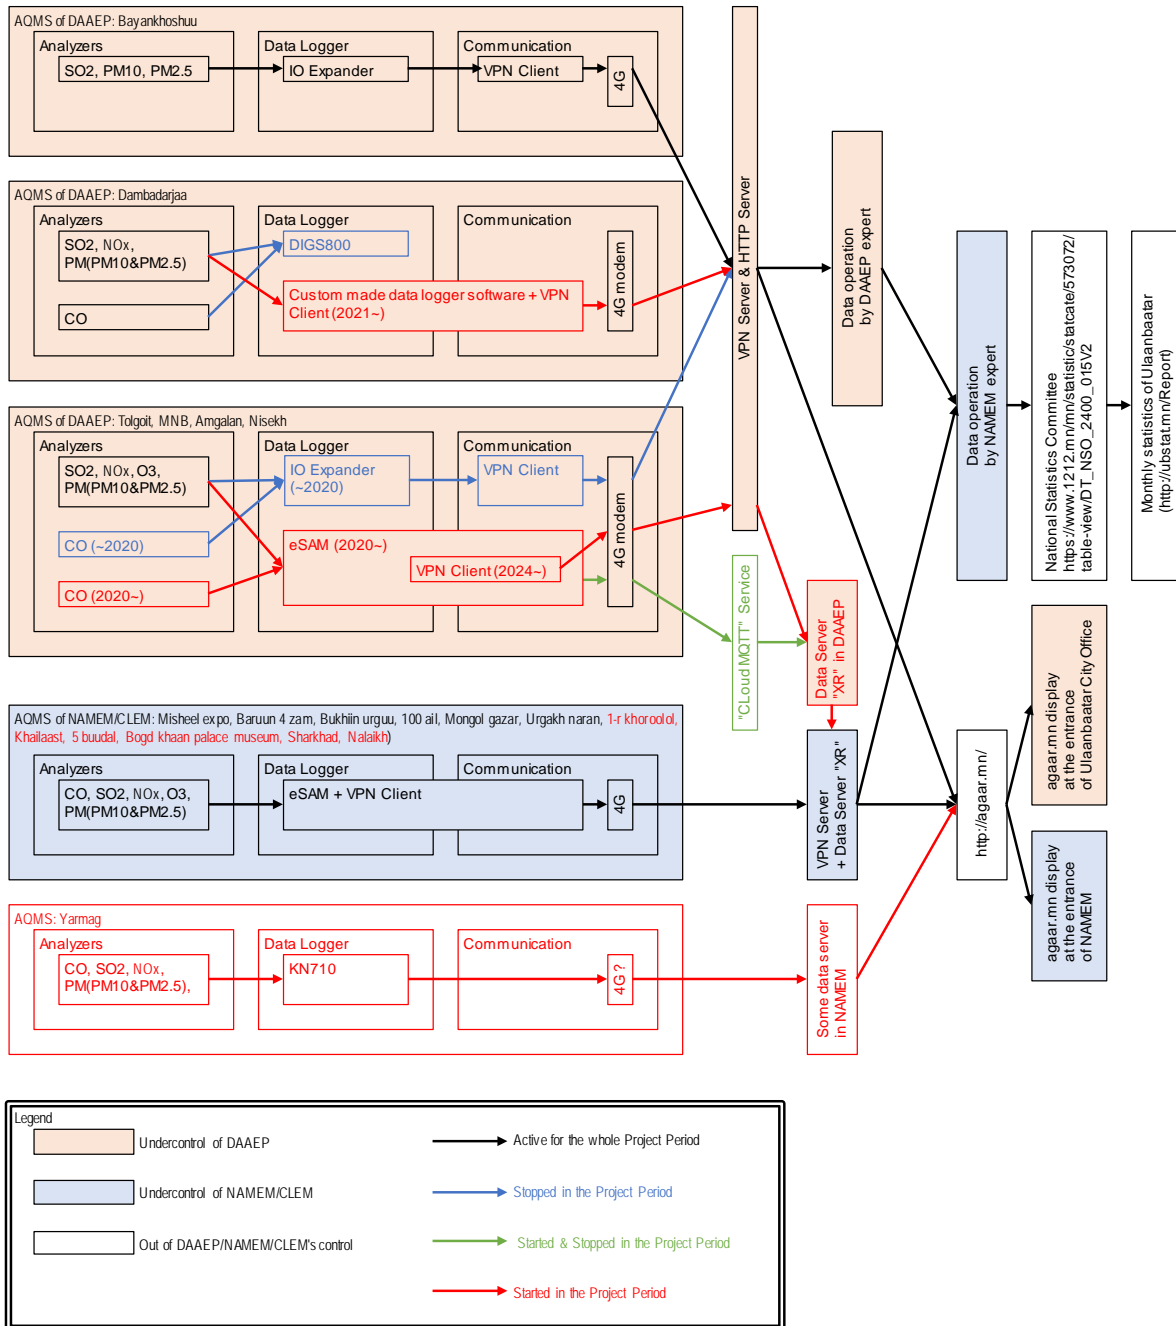 AQMS of DAAEP: Bayankhoshuu
Analyzers
SO2, PM10, PM2.5
Data Logger
IO Expander
Communication
VPN Client
4G
AQMS of DAAEP: Dambadarjaa
Analyzers
SO2, NOx,
PM(PM10&PM2.5)
CO
Data Logger
DIGS800
Custom made data logger software + VPN
Client (2021~)
Communication
4G modem
AQMS of DAAEP: Tolgoit, MNB, Amgalan, Nisekh
Analyzers
SO2, NOx, O3,
PM(PM10&PM2.5)
CO (~2020)
CO (2020~)
Data Logger
IO Expander
(~2020)
eSAM (2020~)
Communication
VPN Client
VPN Client (2024~)
4G modem
AQMS of NAMEM/CLEM: Misheel expo, Baruun 4 zam, Bukhiin urguu, 100 ail, Mongol gazar, Urgakh naran, 1-r khoroolol,
Khailaast, 5 buudal, Bogd khaan palace museum, Sharkhad, Nalaikh)
Analyzers
CO, SO2, NOx, O3,
PM(PM10&PM2.5)
Data Logger
eSAM + VPN Client
Communication
4G
AQMS: Yarmag
Analyzers
CO, SO2, NOx,
PM(PM10&PM2.5),
Data Logger
KN710
Communication
4G ?
VPN Server & HTTP Server
"CLoud MQTT" Service
Data Server
"XR" in DAAEP
VPN Server
+ Data Server "XR"
Some data server
in NAMEM
Data operation
by DAAEP expert
Data operation
by NAMEM expert
National Statistics Committee
https://www.1212.mn/mn/statistic/statcate/573072/
table-view/DT_NSO_2400_015V2
Monthly statistics of Ulaanbaatar
(http://ubstat.mn/Report)
http://agaar.mn/
agaar.mn display
at the entrance
of Ulaanbaatar City Office
agaar.mn display
at the entrance
of NAMEM
Legend
Undercontrol of DAAEP
Undercontrol of NAMEM/CLEM
Out of DAAEP/NAMEM/CLEM's control
Active for the whole Project Period
Stopped in the Project Period
Started & Stopped in the Project Period
Started in the Project Period